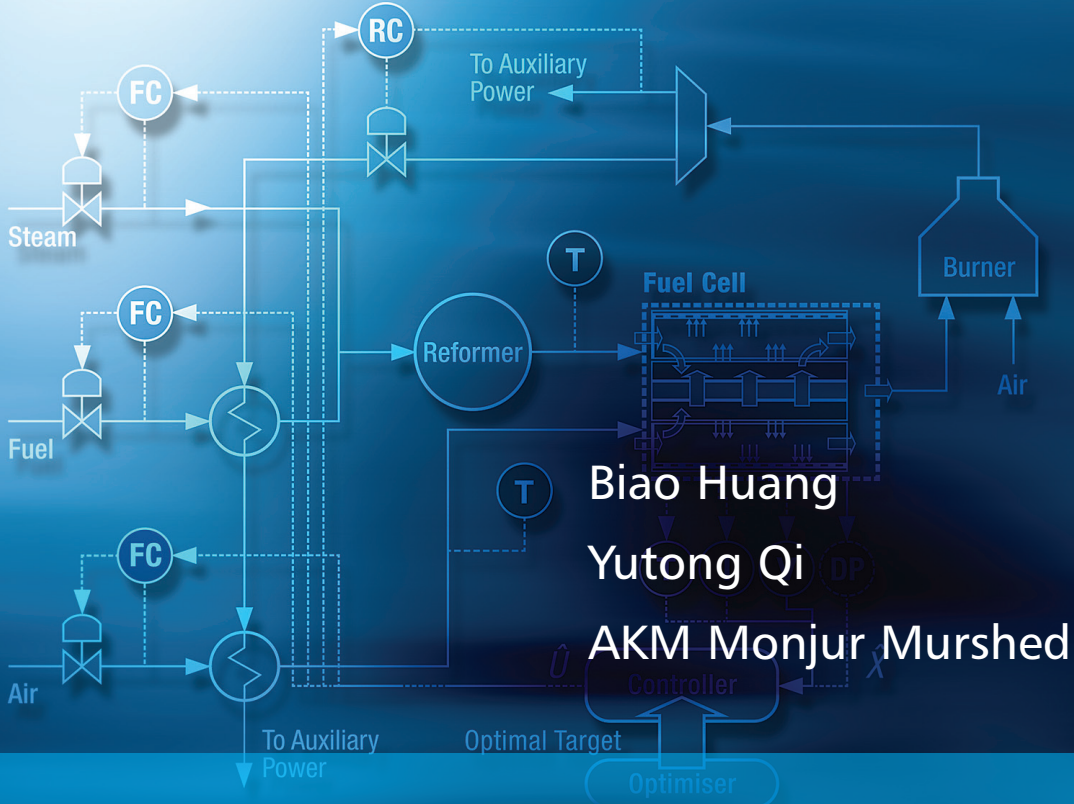 RC
To Auxiliary
Power
FC
Steam
T
Burner
Fuel Cell
FC
Reformer
Air
Fuel
T
Biao Huang
Yutong Qi
DP
FC
AKM Monjur Murshed
Û
X̂
Controller
Air
To Auxiliary
Power
Optimal Target
Optimiser